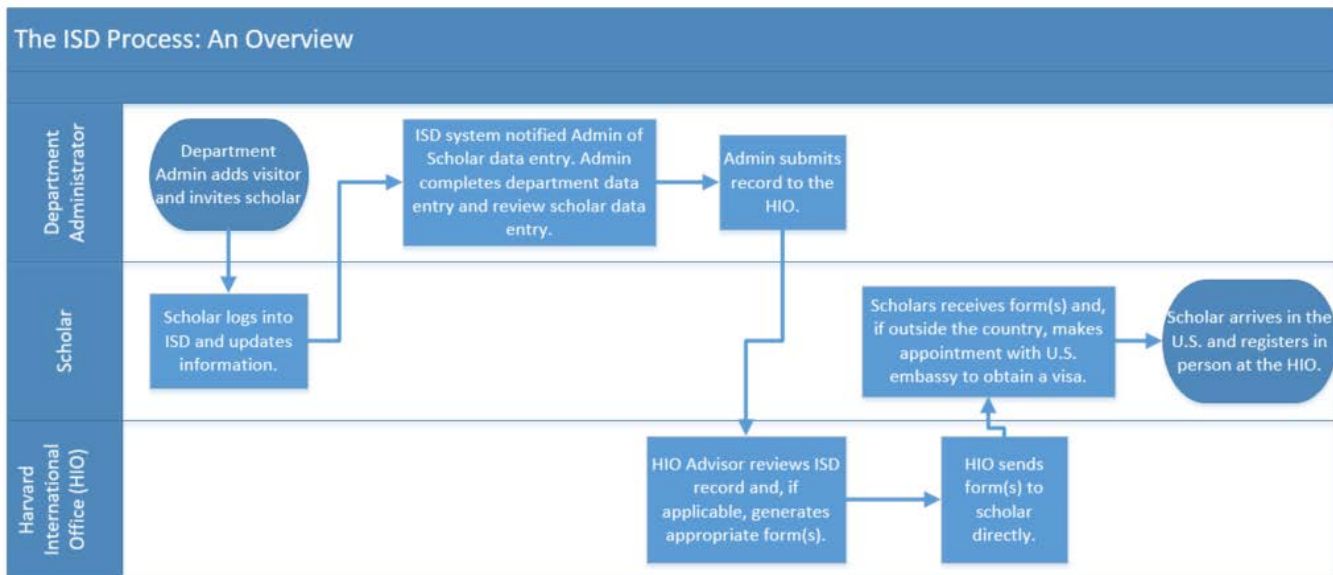 The ISD Process: An Overview
Department
Administrator
Department
Admin adds visitor
and invites scholar
ISD system notified Admin of
Scholar data entry. Admin
completes department data
entry and review scholar data
entry.
Admin submits
record to the
HIO.
Scholar
Scholar logs into
ISD and updates
information.
Scholars receives form(s) and,
if outside the country, makes
appointment with U.S.
embassy to obtain a visa.
Scholar arrives in the
U.S. and registers in
person at the HIO.
Harvard
International
Office (HIO)
HIO Advisor reviews ISD
record and, if
applicable, generates
appropriate form(s).
HIO sends
form(s) to
scholar
directly.